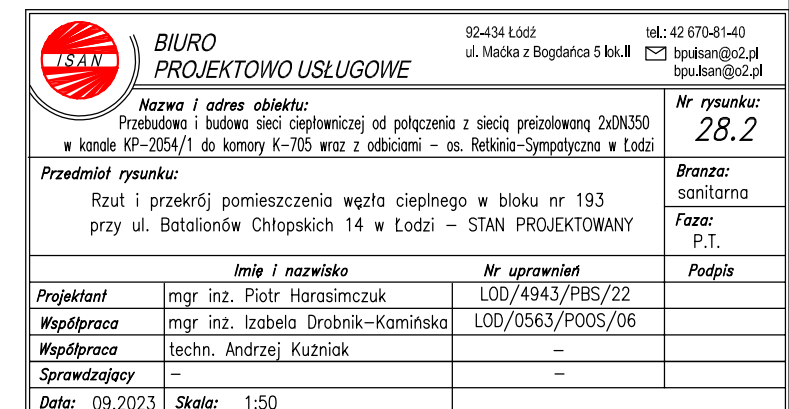 ISAN
BIURO
PROJEKTOWO USŁUGOWE
92-434 Łódź
ul. Maćka z Bogdańca 5 lok.II
tel.: 42 670-81-40
bpuisan@o2.pl
bpu.Isan@o2.pl
Nazwa i adres obiektu:
Przebudowa i budowa sieci ciepłowniczej od połączenia z siecią preizolowaną 2xDN350
w kanale KP-2054/1 do komory K-705 wraz z odbiciami – os. Retkinia-Sympatyczna w Łodzi
Nr rysunku:
28.2
Przedmiot rysunku:
Rzut i przekrój pomieszczenia węzła cieplnego w bloku nr 193
przy ul. Batalionów Chłopskich 14 w Łodzi – STAN PROJEKTOWANY
Branża:
sanitarna
Faza:
P.T.
Imię i nazwisko Nr uprawnień Podpis
Projektant mgr inż. Piotr Harasimczuk LOD/4943/PBS/22
Współpraca mgr inż. Izabela Drobnik-Kamińska LOD/0563/POOS/06
Współpraca techn. Andrzej Kuźniak –
Sprawdzający – –
Data: 09.2023 Skala: 1:50